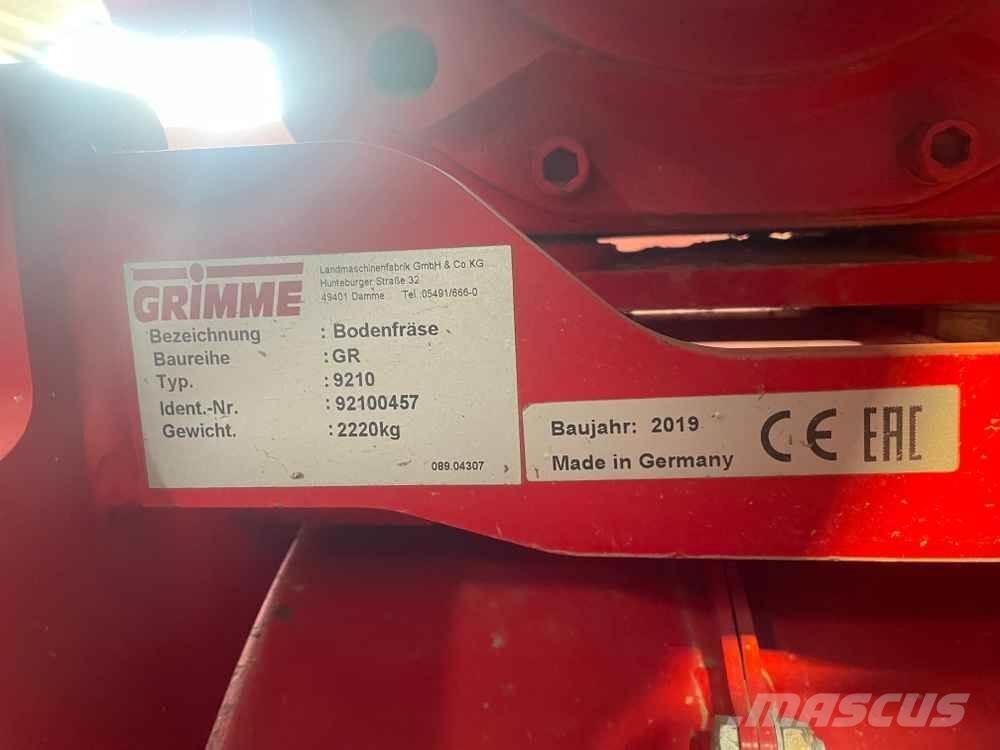 GRIMME
Landmaschinenfabrik GmbH & Co.KG
Hunteburger Straße 32
49401 Damme Tel.:05491/666-0
Bezeichnung : Bodenfräse
Baureihe : GR
Typ. : 9210
Ident.-Nr. : 92100457
Gewicht. : 2220kg
089.04307
Baujahr: 2019
Made in Germany
CE EAC
MASCUS